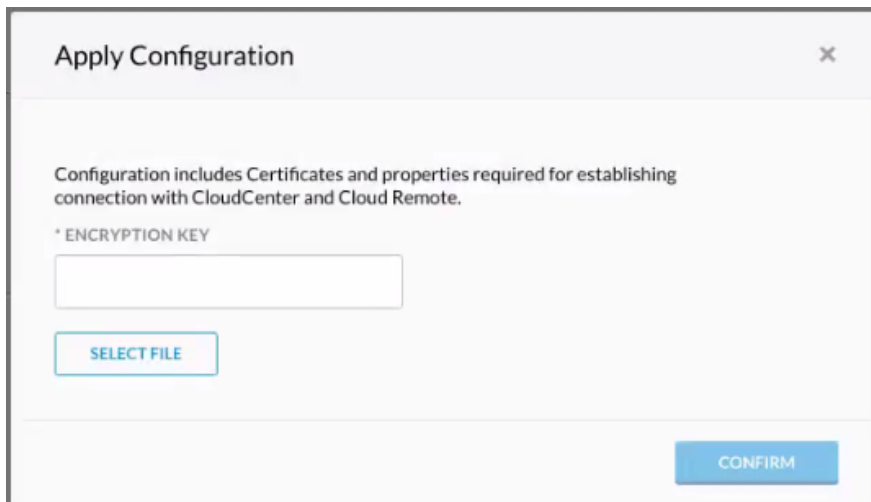 Apply Configuration
Configuration includes Certificates and properties required for establishing
connection with CloudCenter and Cloud Remote.
* ENCRYPTION KEY
SELECT FILE
CONFIRM